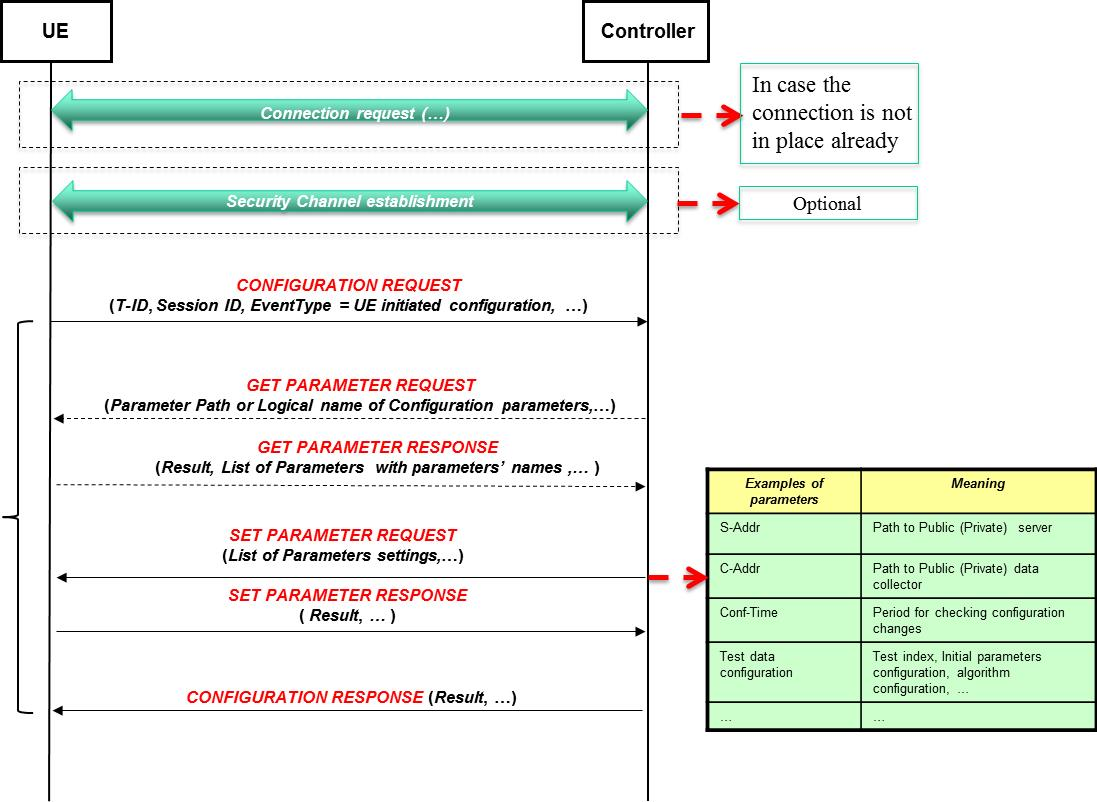 UE
Controller
Connection request (…)
In case the
connection is not
in place already
Security Channel establishment
Optional
CONFIGURATION REQUEST
(T-ID, Session ID, EventType = UE initiated configuration, …)
GET PARAMETER REQUEST
(Parameter Path or Logical name of Configuration parameters,…)
GET PARAMETER RESPONSE
(Result, List of Parameters with parameters’ names ,… )
SET PARAMETER REQUEST
(List of Parameters settings,…)
SET PARAMETER RESPONSE
( Result, … )
CONFIGURATION RESPONSE (Result, …)
Examples of
parameters
Meaning
S-Addr
Path to Public (Private) server
C-Addr
Path to Public (Private) data
collector
Conf-Time
Period for checking configuration
changes
Test data
configuration
Test index, Initial parameters
configuration, algorithm
configuration, …
…
…